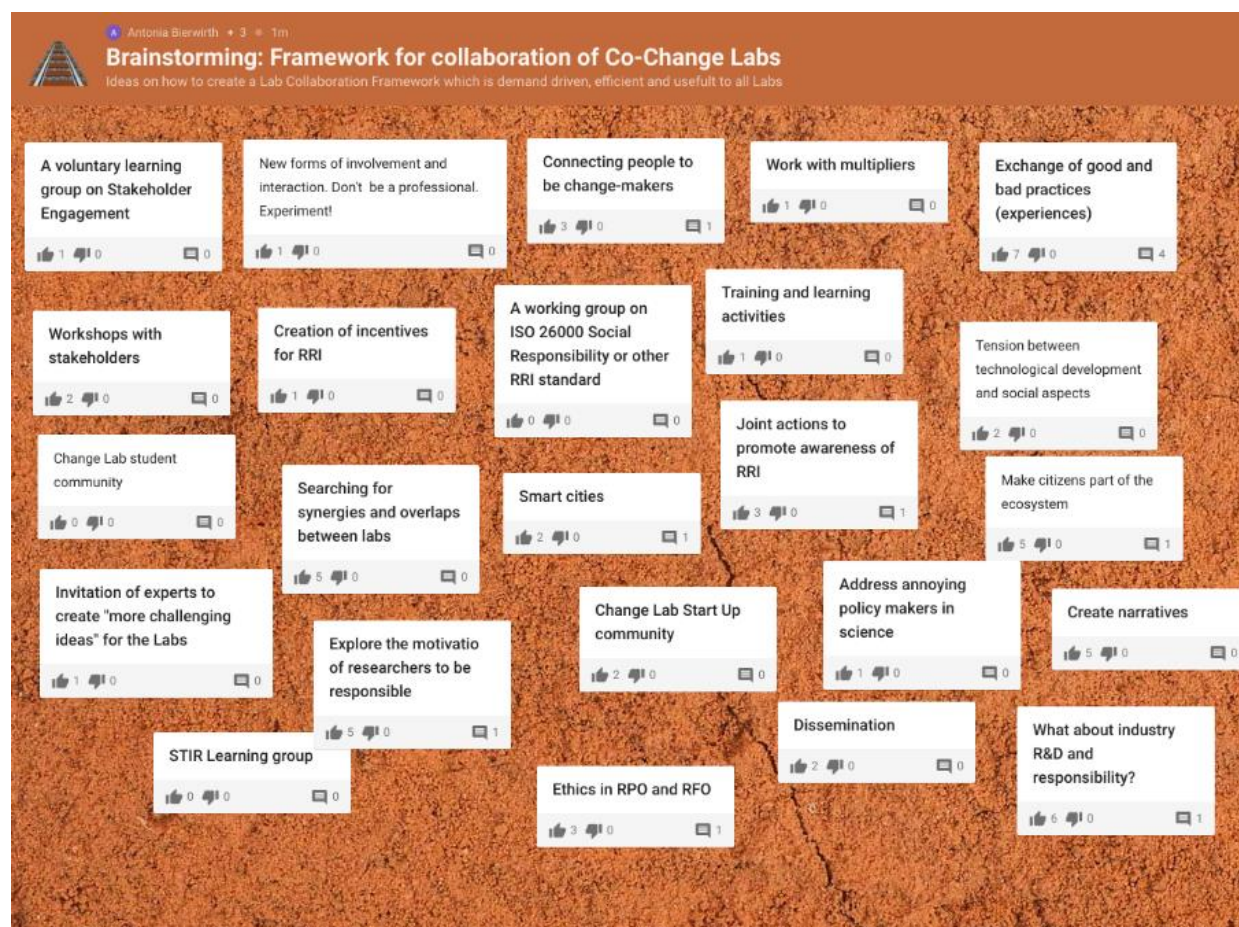 A Antonia Bierwirth + 3 1m
Brainstorming: Framework for collaboration of Co-Change Labs
Ideas on how to create a Lab Collaboration Framework which is demand driven, efficient and usefult to all Labs
A voluntary learning
group on Stakeholder
Engagement
1 0 0
New forms of involvement and
interaction. Don't be a professional.
Experiment!
1 0 0
Connecting people to
be change-makers
3 0 1
Work with multipliers
1 0 0
Exchange of good and
bad practices
(experiences)
7 0 4
Workshops with
stakeholders
2 0 0
Creation of incentives
for RRI
1 0 0
A working group on
ISO 26000 Social
Responsibility or other
RRI standard
0 0 0
Training and learning
activities
1 0 0
Tension between
technological development
and social aspects
2 0 0
Change Lab student
community
0 0 0
Searching for
synergies and overlaps
between labs
5 0 0
Smart cities
2 0 1
Joint actions to
promote awareness of
RRI
3 0 1
Make citizens part of the
ecosystem
5 0 1
Invitation of experts to
create "more challenging
ideas" for the Labs
1 0 0
Explore the motivatio
of researchers to be
responsible
5 0 1
Change Lab Start Up
community
2 0 0
Address annoying
policy makers in
science
1 0 0
Create narratives
5 0 0
STIR Learning group
0 0 0
Ethics in RPO and RFO
3 0 1
Dissemination
2 0 0
What about industry
R&D and
responsibility?
6 0 1